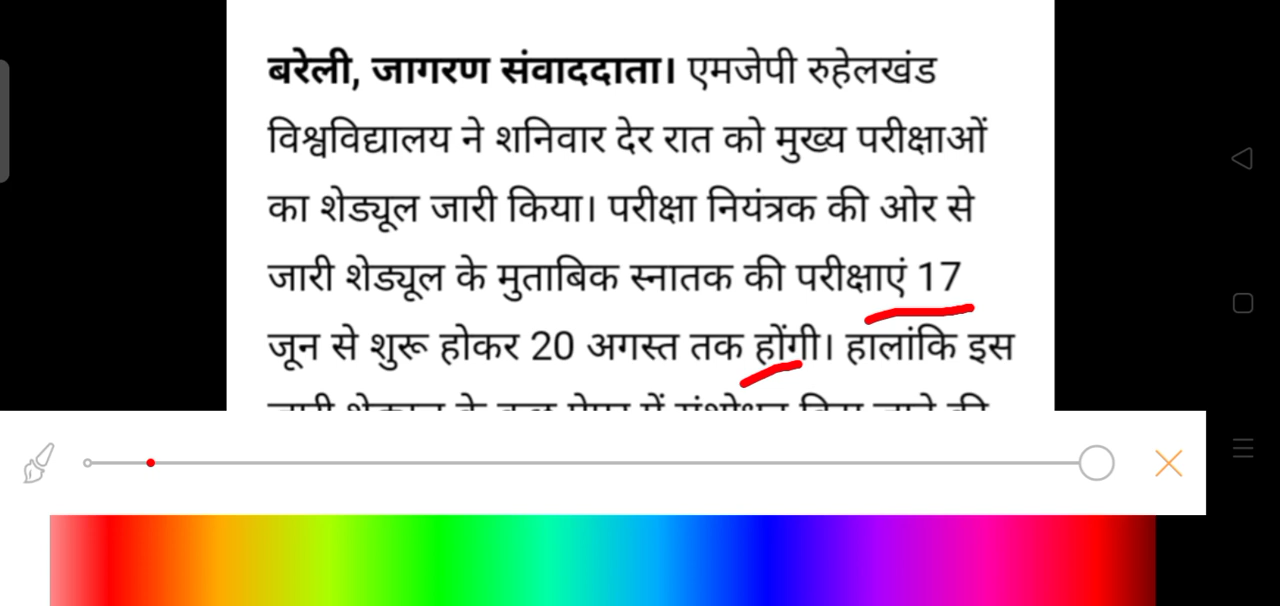 बरेली, जागरण संवाददाता। एमजेपी रुहेलखंड
विश्वविद्यालय ने शनिवार देर रात को मुख्य परीक्षाओं
का शेड्यूल जारी किया। परीक्षा नियंत्रक की ओर से
जारी शेड्यूल के मुताबिक स्नातक की परीक्षाएं 17
जून से शुरू होकर 20 अगस्त तक होंगी। हालांकि इस